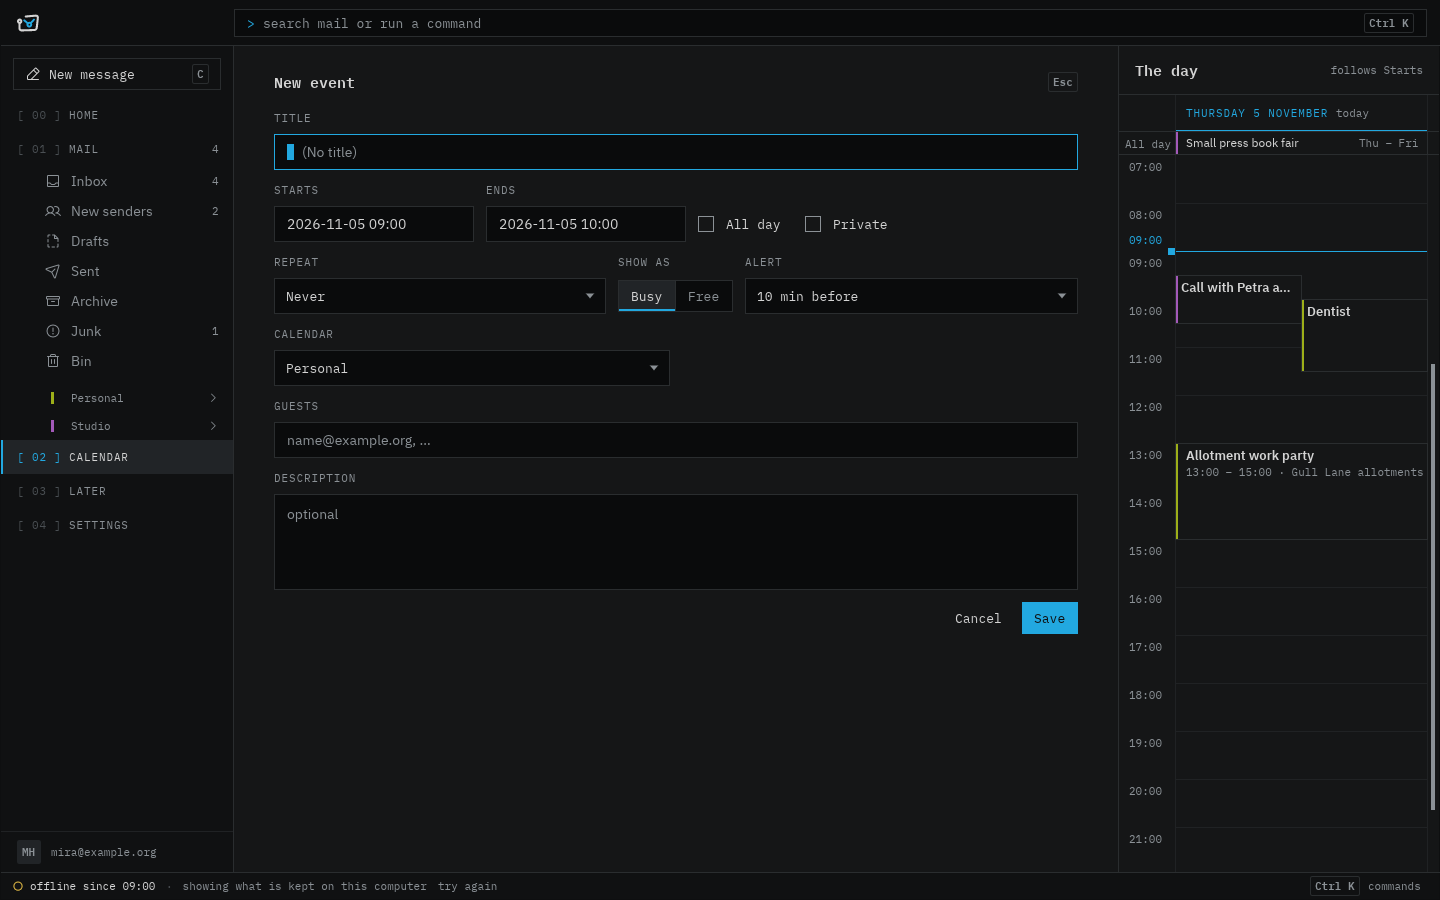 > search mail or run a command Ctrl K
New message C
[ 00 ] HOME
[ 01 ] MAIL 4
Inbox 4
New senders 2
Drafts
Sent
Archive
Junk 1
Bin
Personal
Studio
[ 02 ] CALENDAR
[ 03 ] LATER
[ 04 ] SETTINGS
MH mira@example.org
New event Esc
TITLE
(No title)
STARTS ENDS
2026-11-05 09:00 2026-11-05 10:00 All day Private
REPEAT SHOW AS ALERT
Never Busy Free 10 min before
CALENDAR
Personal
GUESTS
name@example.org, ...
DESCRIPTION
optional
Cancel Save
The day follows Starts
THURSDAY 5 NOVEMBER today
All day Small press book fair Thu – Fri
07:00
08:00
09:00
09:00
Call with Petra a...
10:00 Dentist
11:00
12:00
13:00 Allotment work party
13:00 – 15:00 · Gull Lane allotments
14:00
15:00
16:00
17:00
18:00
19:00
20:00
21:00
offline since 09:00 · showing what is kept on this computer try again Ctrl K commands